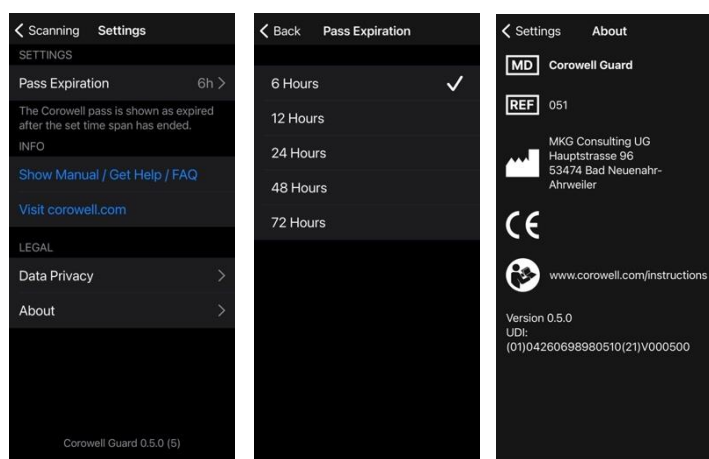 Scanning Settings
SETTINGS
Pass Expiration 6h
The Corowell pass is shown as expired
after the set time span has ended.
INFO
Show Manual / Get Help / FAQ
Visit corowell.com
LEGAL
Data Privacy
About
Corowell Guard 0.5.0 (5)
Back Pass Expiration
6 Hours
12 Hours
24 Hours
48 Hours
72 Hours
Settings About
MD Corowell Guard
REF 051
MKG Consulting UG
Hauptstrasse 96
53474 Bad Neuenahr-
Ahrweiler
CE
www.corowell.com/instructions
Version 0.5.0
UDI:
(01)04260698980510(21)V000500